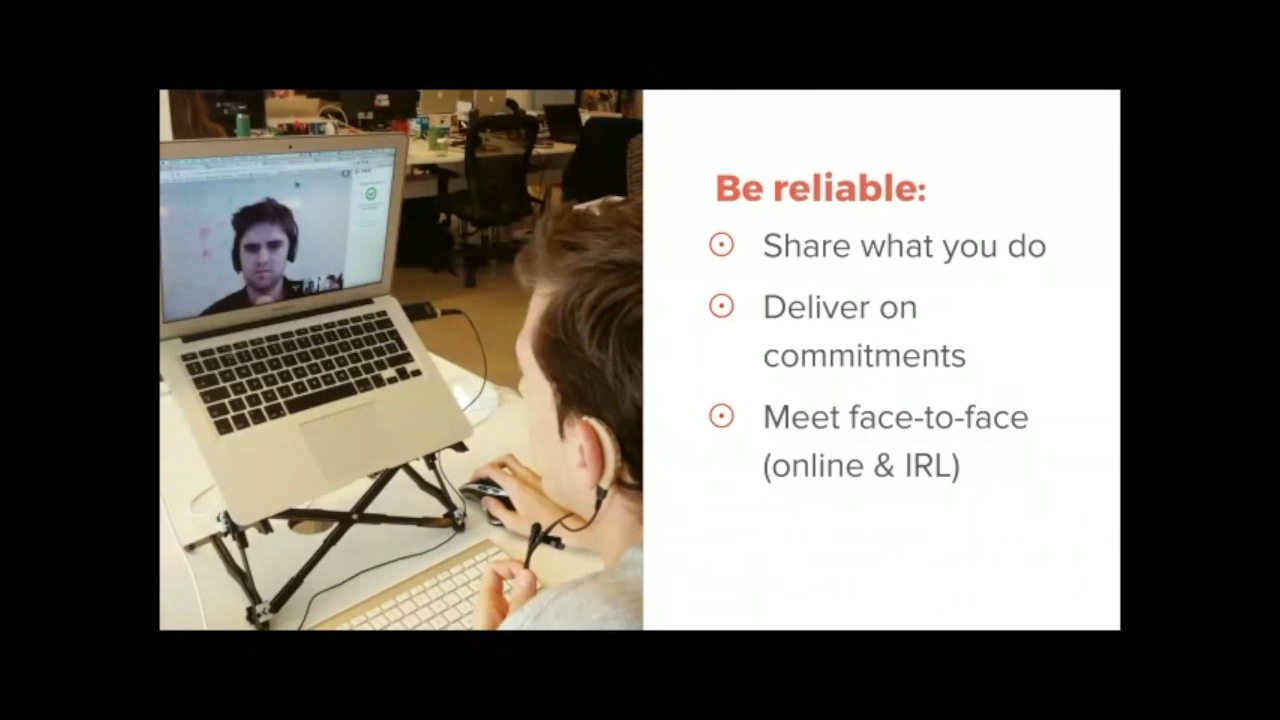 Be reliable:
Share what you do
Deliver on
commitments
Meet face-to-face
(online & IRL)